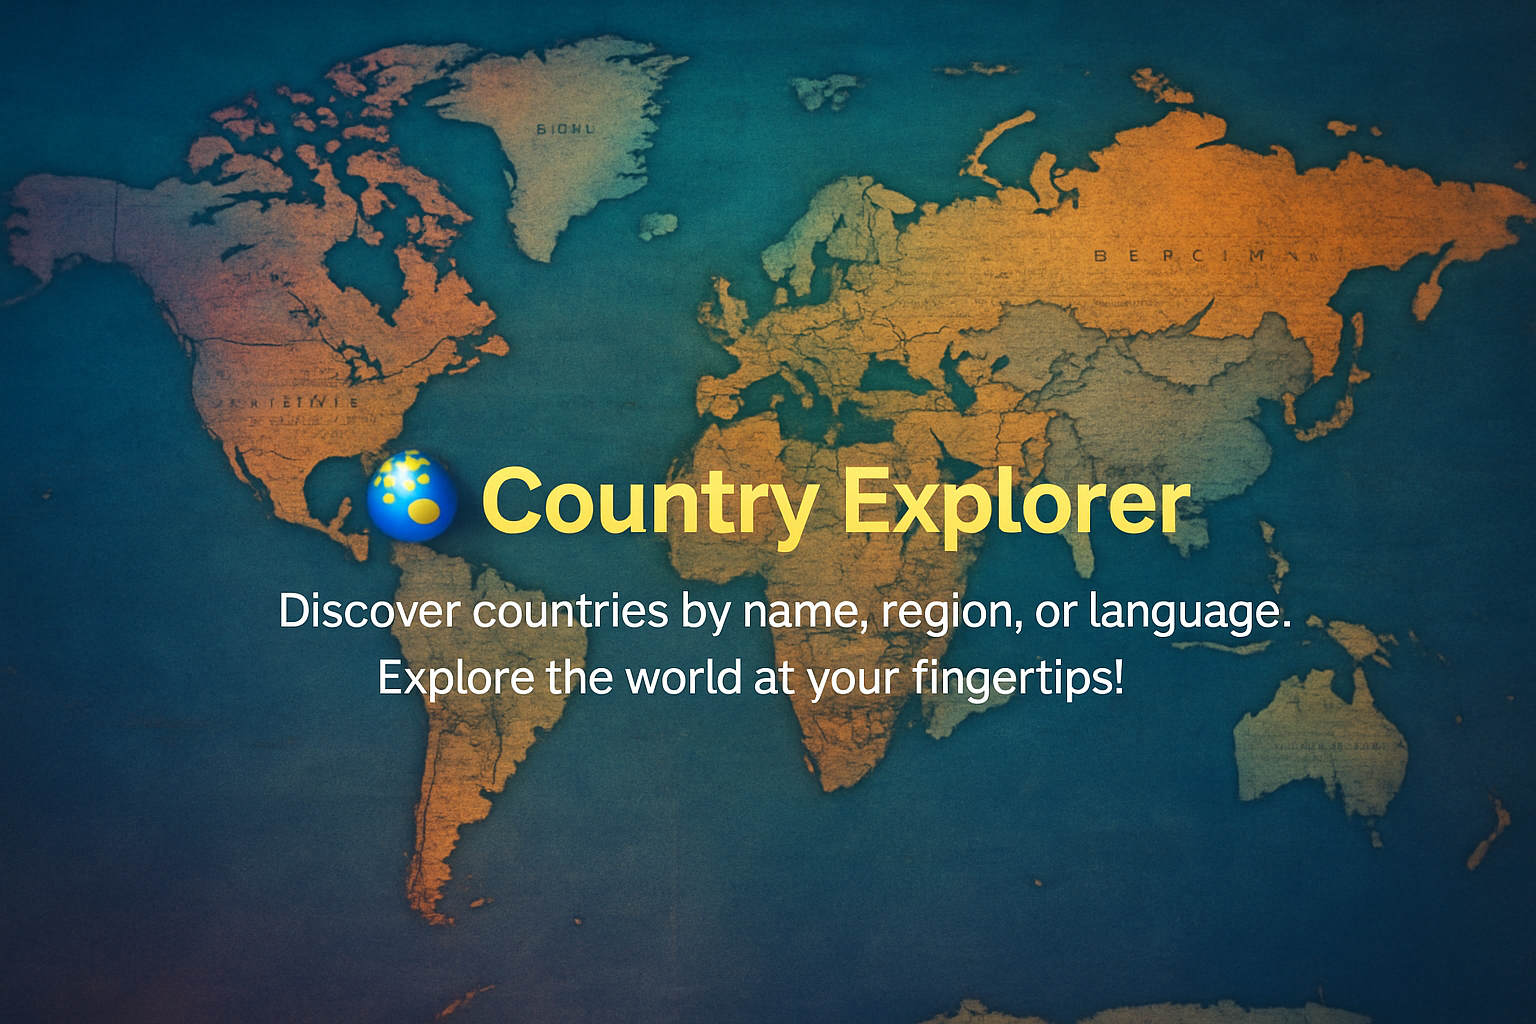 Country Explorer
Discover countries by name, region, or language.
Explore the world at your fingertips!